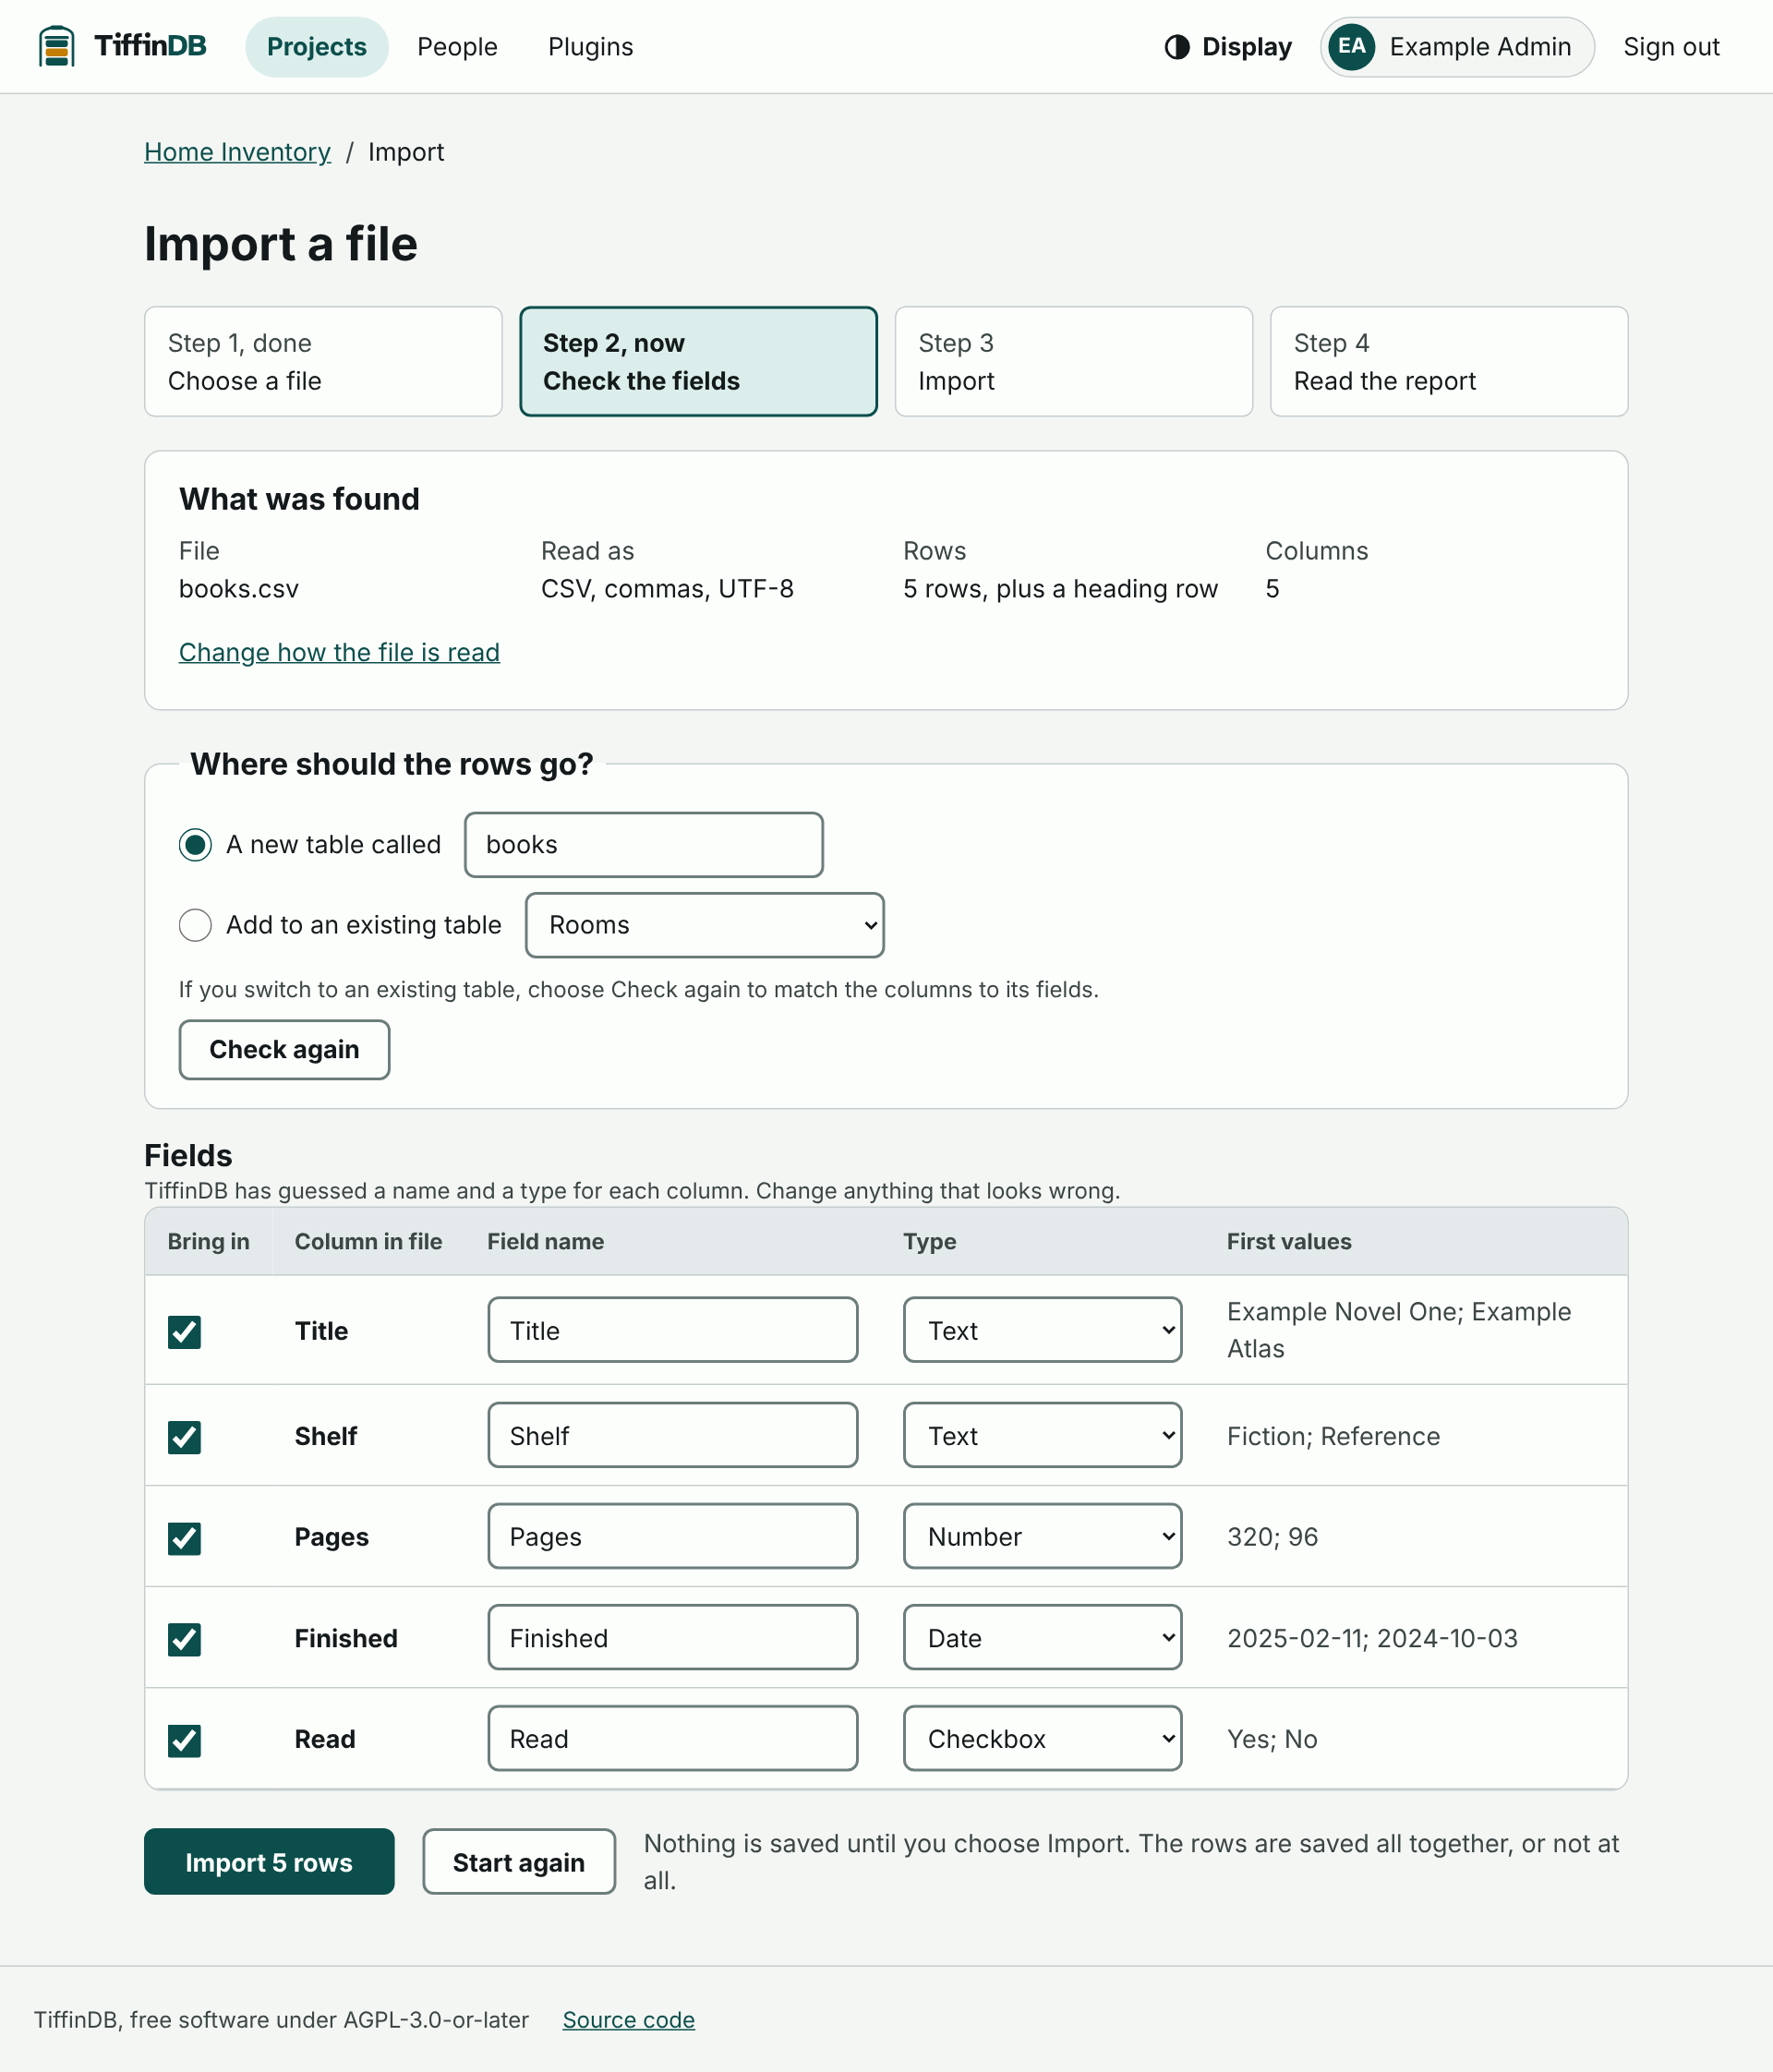 TiffinDB
Projects
People
Plugins
Display
EA
Example Admin
Sign out
Home Inventory / Import
Import a file
Step 1, done
Choose a file
Step 2, now
Check the fields
Step 3
Import
Step 4
Read the report
What was found
File
books.csv
Read as
CSV, commas, UTF-8
Rows
5 rows, plus a heading row
Columns
5
Change how the file is read
Where should the rows go?
A new table called
books
Add to an existing table
Rooms
If you switch to an existing table, choose Check again to match the columns to its fields.
Check again
Fields
TiffinDB has guessed a name and a type for each column. Change anything that looks wrong.
Bring in
Column in file
Field name
Type
First values
Title
Title
Text
Example Novel One; Example
Atlas
Shelf
Shelf
Text
Fiction; Reference
Pages
Pages
Number
320; 96
Finished
Finished
Date
2025-02-11; 2024-10-03
Read
Read
Checkbox
Yes; No
Import 5 rows
Start again
Nothing is saved until you choose Import. The rows are saved all together, or not at
all.
TiffinDB, free software under AGPL-3.0-or-later
Source code